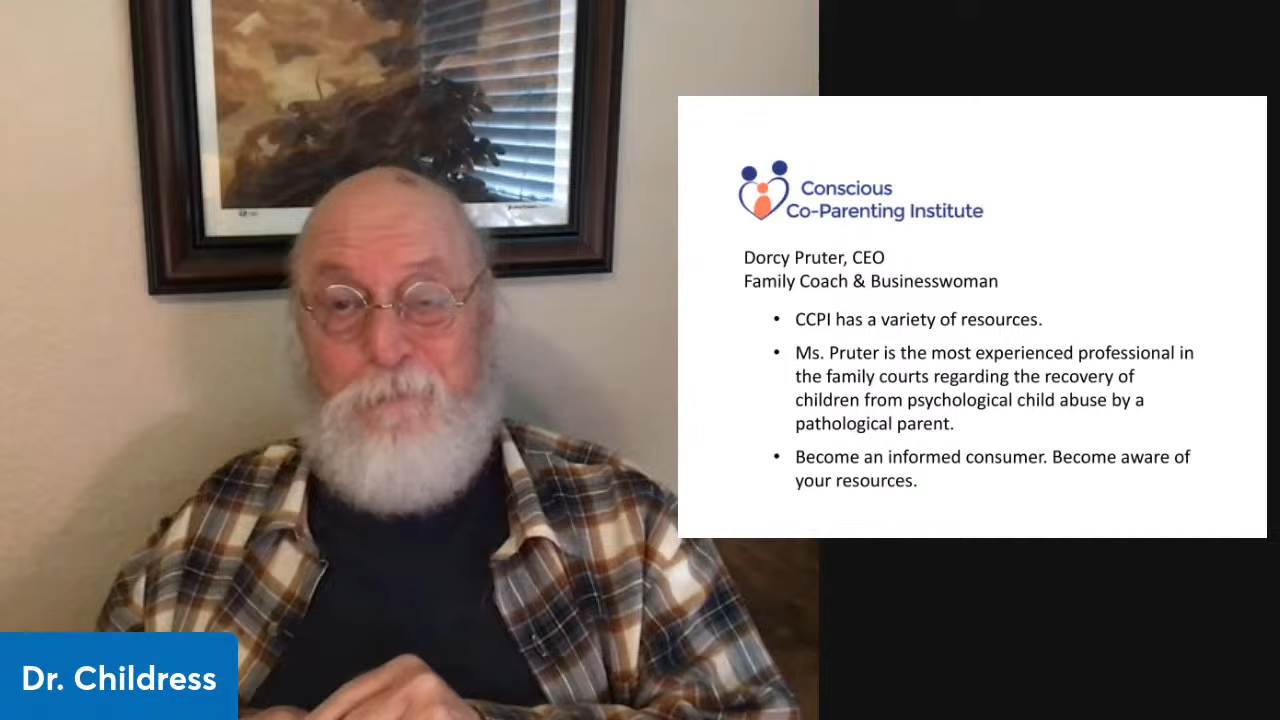 Conscious
Co-Parenting Institute
Dorcy Pruter, CEO
Family Coach & Businesswoman
• CCPI has a variety of resources.
• Ms. Pruter is the most experienced professional in
the family courts regarding the recovery of
children from psychological child abuse by a
pathological parent.
• Become an informed consumer. Become aware of
your resources.
Dr. Childress